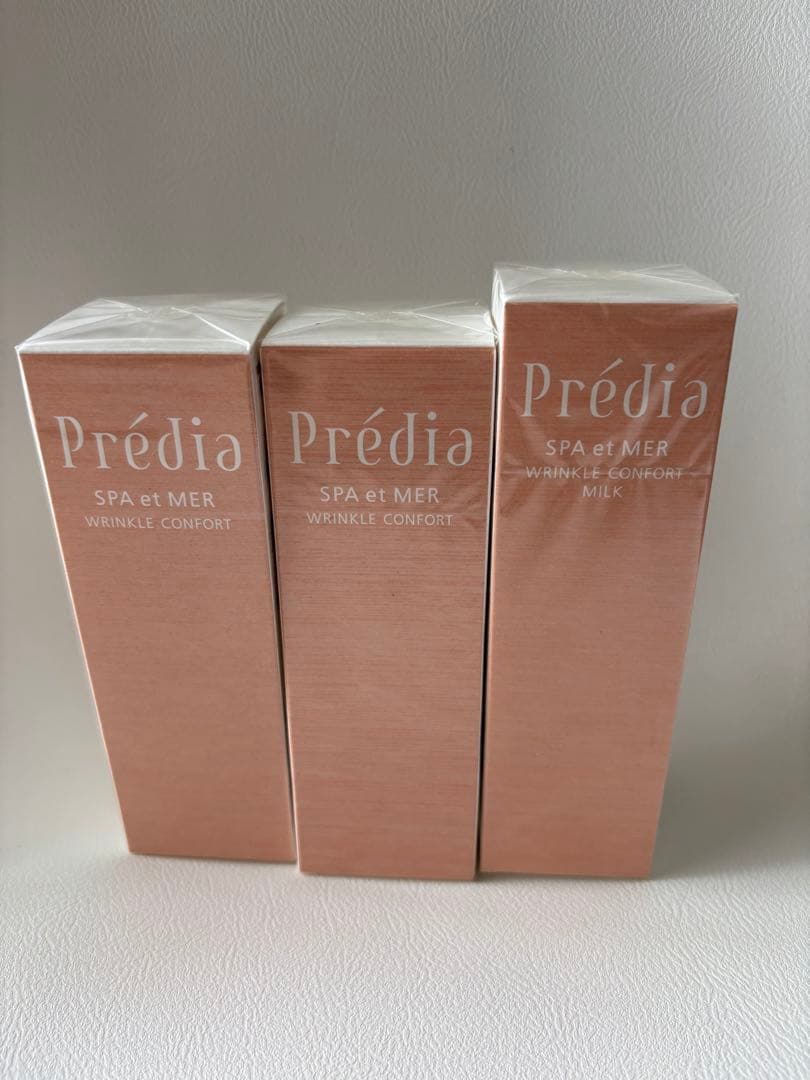 Prédia
SPA et MER
WRINKLE CONFORT
Prédia
SPA et MER
WRINKLE CONFORT
Prédia
SPA et MER
WRINKLE CONFORT
MILK